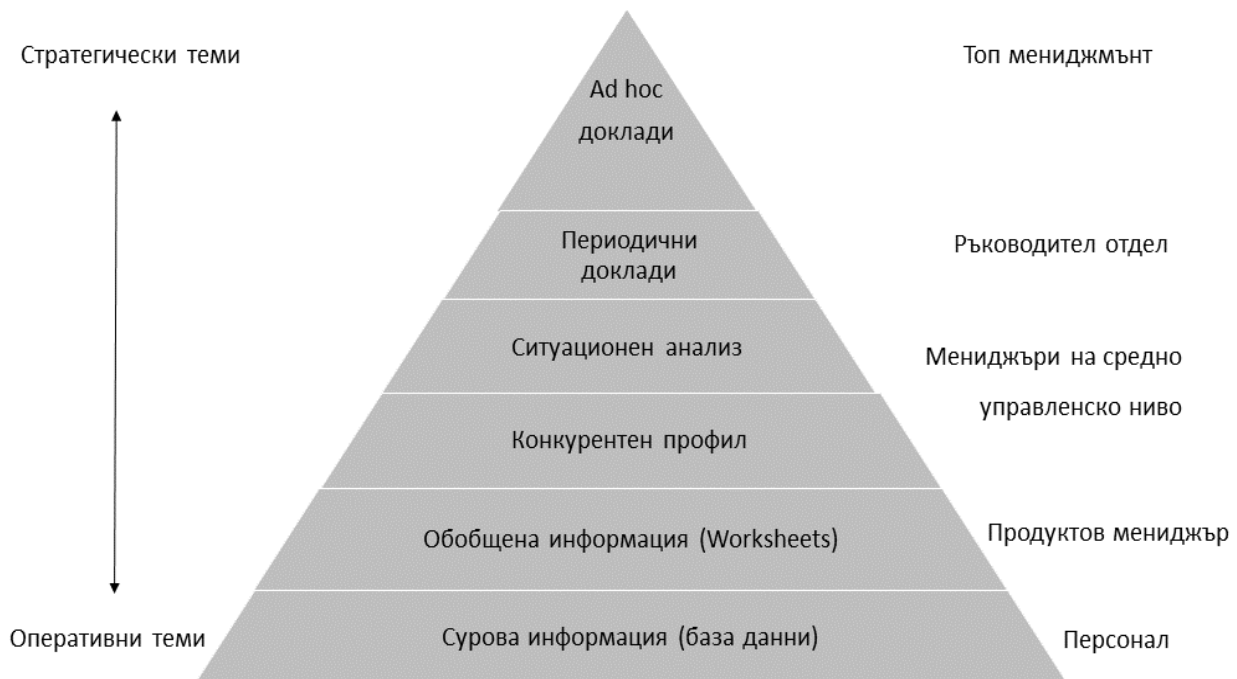 Стратегически теми
Топ мениджмънт
Ad hoc
доклади
Периодични
доклади
Ръководител отдел
Ситуационен анализ
Мениджъри на средно
управленско ниво
Конкурентен профил
Обобщена информация (Worksheets)
Продуктов мениджър
Оперативни теми
Сурова информация (база данни)
Персонал